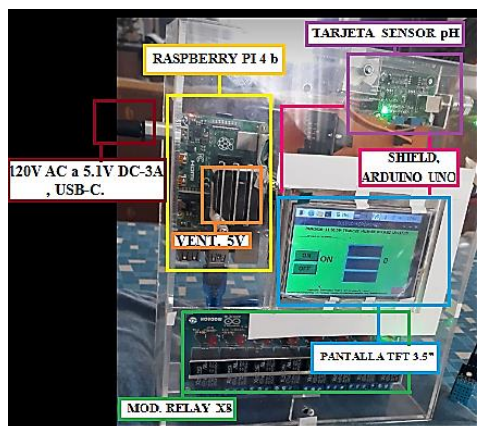 TARJETA SENSOR pH
RASPBERRY PI 4 b
120V AC a 5.1V DC-3A
, USB-C.
SHIELD,
ARDUINO UNO
VENT. 5V
ON
ON
OFF
0
PANTALLA TFT 3.5"
MOD. RELAY X8